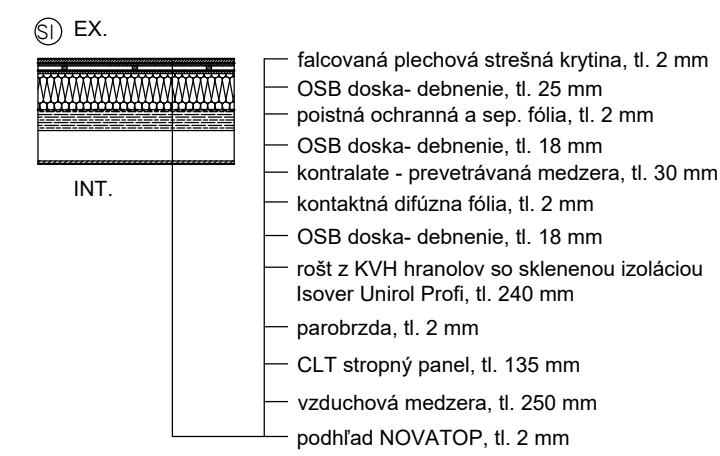 SI EX.
falcovaná plechová strešná krytina, tl. 2 mm
OSB doska- debnenie, tl. 25 mm
poistná ochranná a sep. fólia, tl. 2 mm
OSB doska- debnenie, tl. 18 mm
kontralate - prevetrávaná medzera, tl. 30 mm
kontaktná difúzna fólia, tl. 2 mm
INT.
OSB doska- debnenie, tl. 18 mm
rošt z KVH hranolov so sklenenou izoláciou
Isover Unirol Profi, tl. 240 mm
parobrzda, tl. 2 mm
CLT stropný panel, tl. 135 mm
vzduchová medzera, tl. 250 mm
podhľad NOVATOP, tl. 2 mm